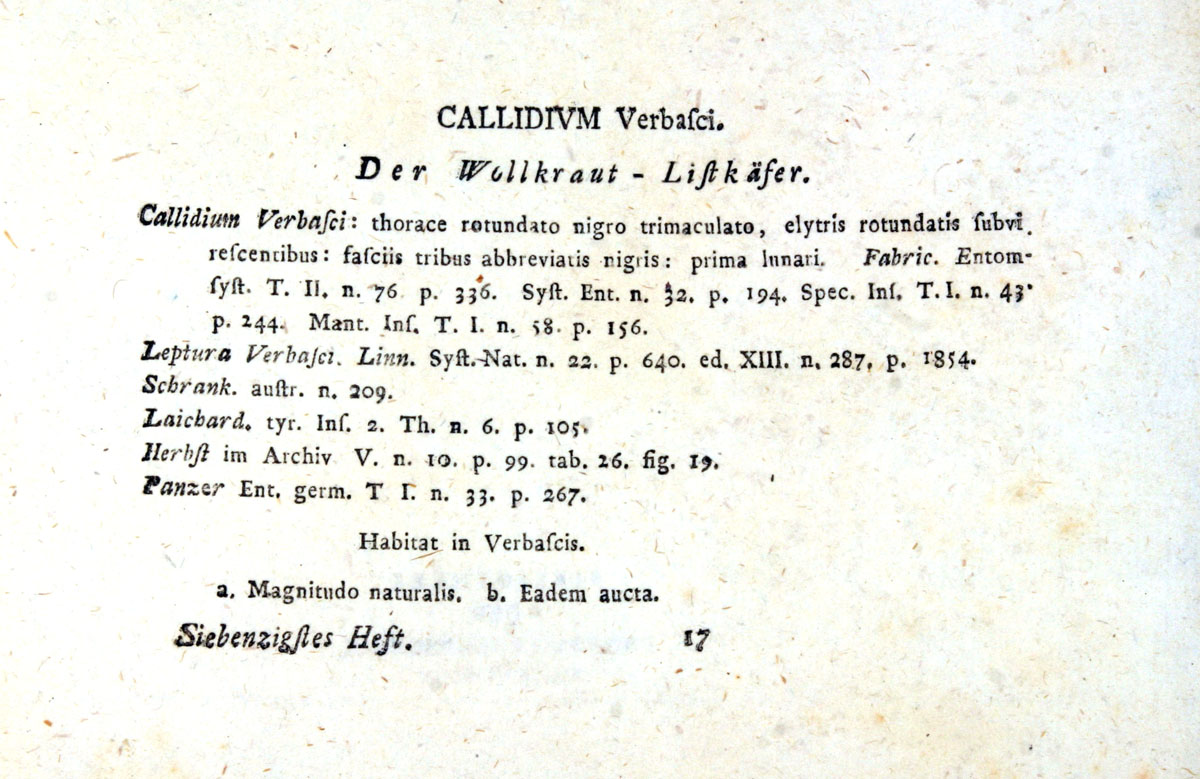 CALLIDIVM Verbaſci.
Der Wollkraut - Liſtkäfer.
Callidium Verbaſci: thorace rotundato nigro trimaculato, elytris rotundatis ſubvi.
reſcentibus: faſciis tribus abbreviatis nigris: prima lunari. Fabric. Entom-
ſyſt. T. II. n. 76 p. 336. Syſt. Ent. n. 32. p. 194. Spec. Inſ. T. I. n. 43.
p. 244. Mant. Inſ. T. I. n. 58. p. 156.
Leptura Verbaſci. Linn. Syſt. Nat. n. 22. p. 640. ed. XIII. n. 287. p. 1854.
Schrank. auſtr. n. 209.
Laichard. tyr. Inſ. 2. Th. n. 6. p. 105.
Herbſt im Archiv V. n. 10. p. 99. tab. 26. fig. 19.
Panzer Ent. germ. T I. n. 33. p. 267.
Habitat in Verbaſcis.
a. Magnitudo naturalis. b. Eadem aucta.
Siebenzigſtes Heft. 17